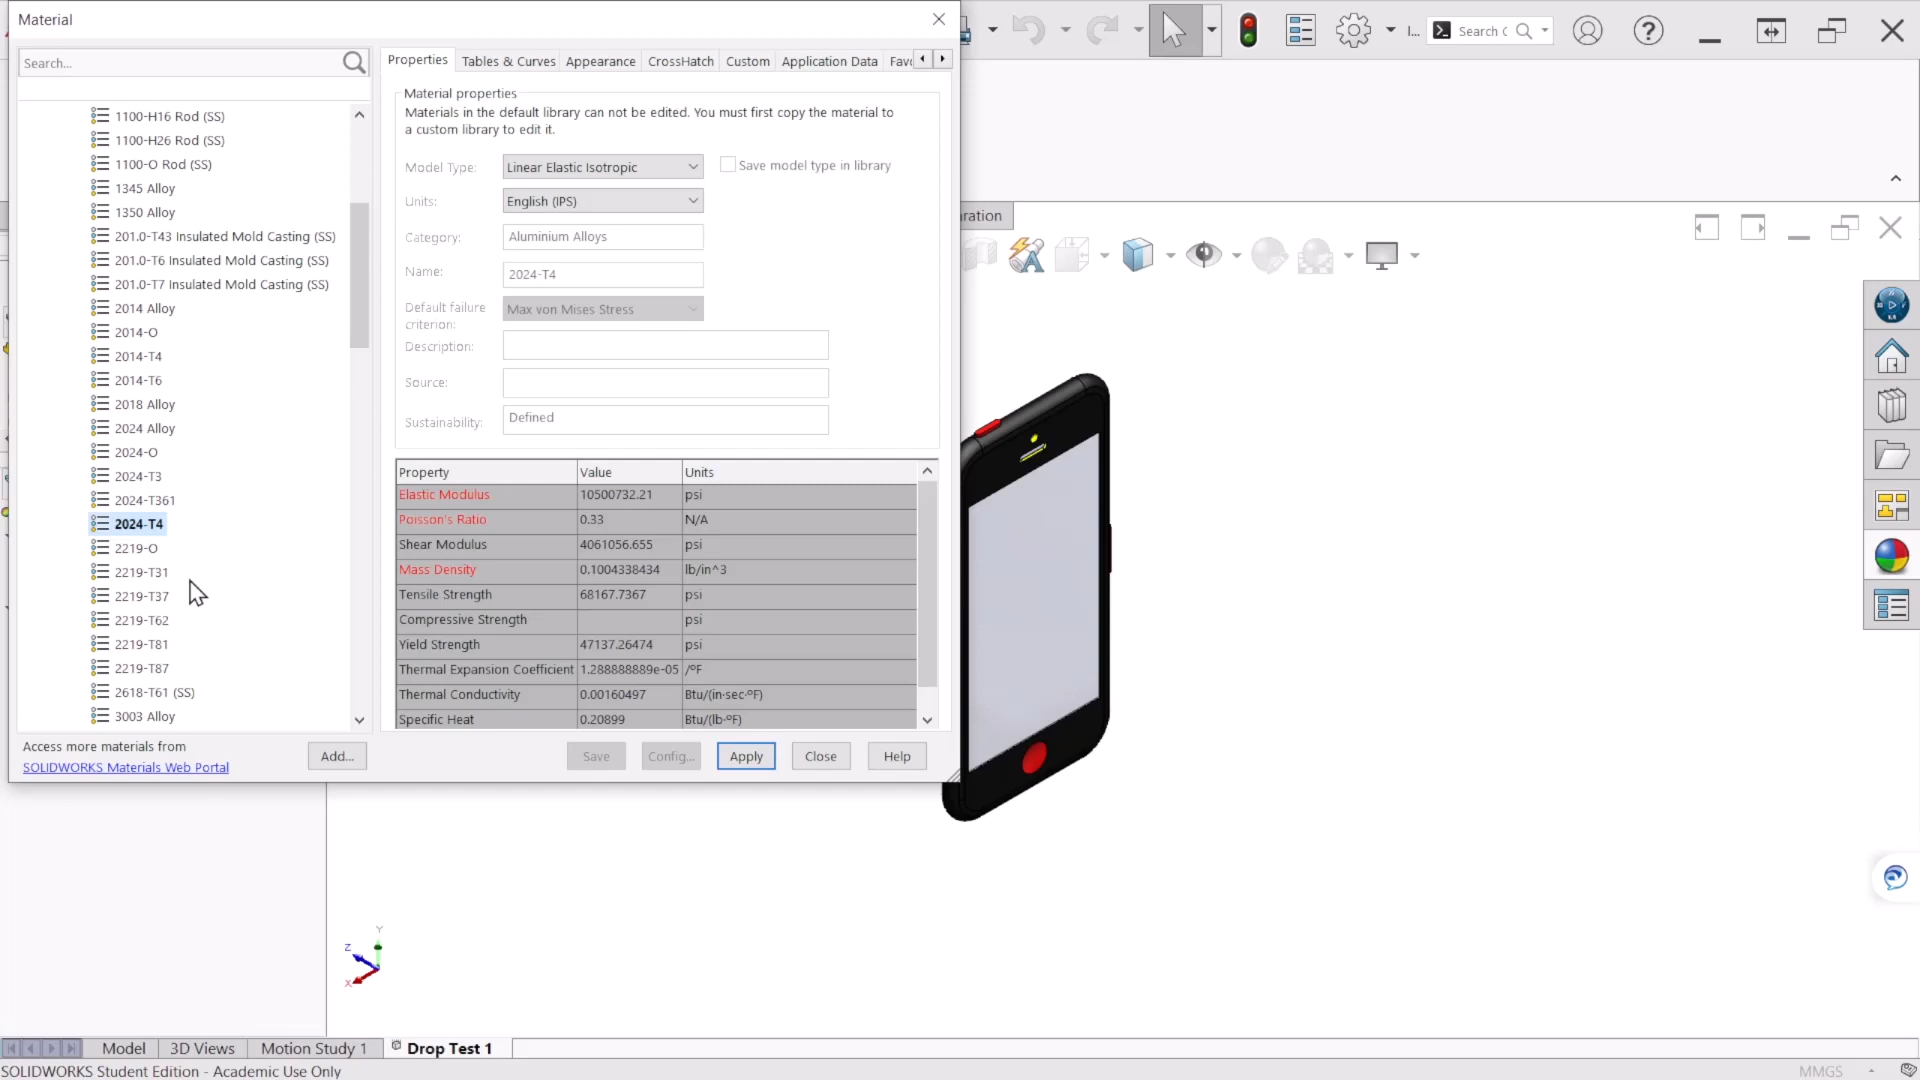 Material
Search...
1100-H16 Rod (SS)
1100-H26 Rod (SS)
1100-O Rod (SS)
1345 Alloy
1350 Alloy
201.0-T43 Insulated Mold Casting (SS)
201.0-T6 Insulated Mold Casting (SS)
201.0-T7 Insulated Mold Casting (SS)
2014 Alloy
2014-O
2014-T4
2014-T6
2018 Alloy
2024 Alloy
2024-O
2024-T3
2024-T361
2024-T4
2219-O
2219-T31
2219-T37
2219-T62
2219-T81
2219-T87
2618-T61 (SS)
3003 Alloy
Access more materials from
SOLIDWORKS Materials Web Portal
Add...
Properties Tables & Curves Appearance CrossHatch Custom Application Data Favo
Material properties
Materials in the default library can not be edited. You must first copy the material to
a custom library to edit it.
Model Type: Linear Elastic Isotropic Save model type in library
Units: English (IPS)
Category: Aluminium Alloys
Name: 2024-T4
Default failure
criterion: Max von Mises Stress
Description:
Source:
Sustainability: Defined
Property Value Units
Elastic Modulus 10500732.21 psi
Poisson's Ratio 0.33 N/A
Shear Modulus 4061056.655 psi
Mass Density 0.1004338434 lb/in^3
Tensile Strength 68167.7367 psi
Compressive Strength psi
Yield Strength 47137.26474 psi
Thermal Expansion Coefficient 1.288888889e-05 /ºF
Thermal Conductivity 0.00160497 Btu/(in·sec·ºF)
Specific Heat 0.20899 Btu/(lb·ºF)
Save Config... Apply Close Help
I... Search C
aration
Y
Z
X
Model 3D Views Motion Study 1 Drop Test 1
SOLIDWORKS Student Edition - Academic Use Only
MMGS